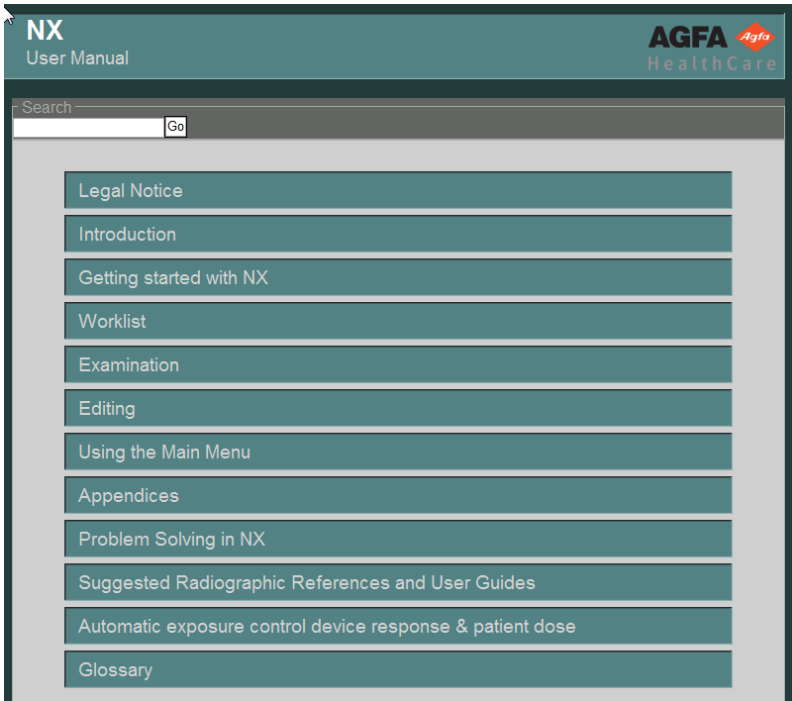 NX
User Manual
AGFA Agfa
HealthCare
Search
Go
Legal Notice
Introduction
Getting started with NX
Worklist
Examination
Editing
Using the Main Menu
Appendices
Problem Solving in NX
Suggested Radiographic References and User Guides
Automatic exposure control device response & patient dose
Glossary